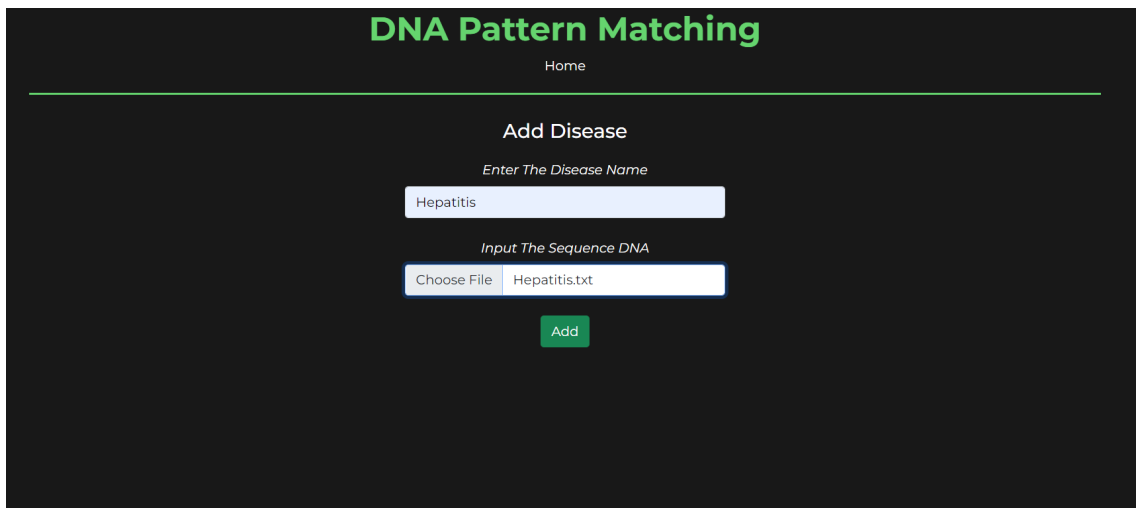 DNA Pattern Matching
Home
Add Disease
Enter The Disease Name
Hepatitis
Input The Sequence DNA
Choose File Hepatitis.txt
Add